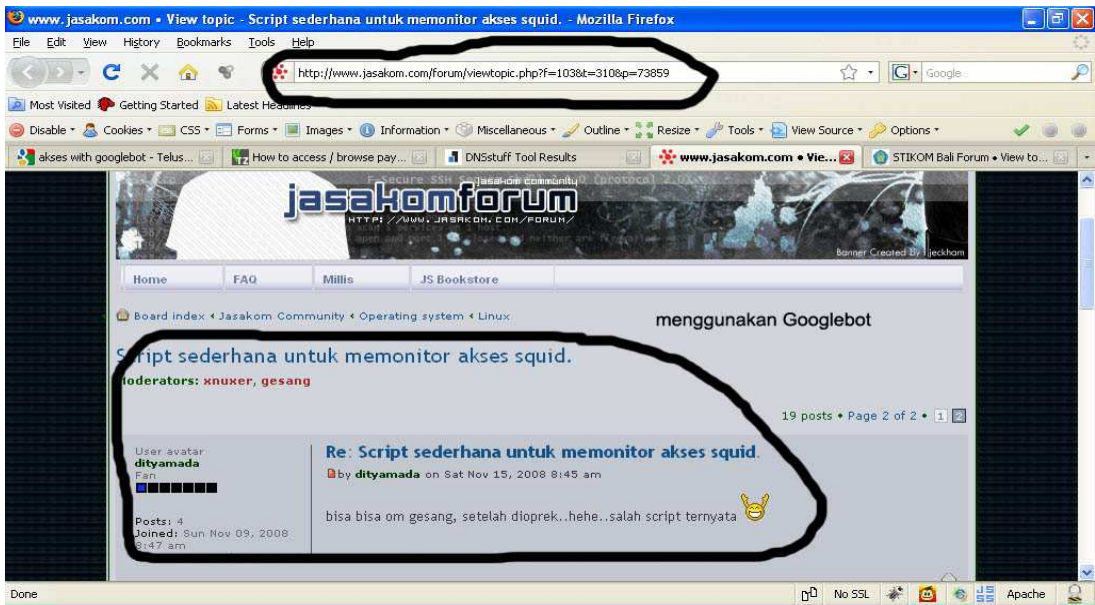 www.jasakom.com • View topic - Script sederhana untuk memonitor akses squid. - Mozilla Firefox
File Edit View History Bookmarks Tools Help
http://www.jasakom.com/forum/viewtopic.php?f=103&t=310&p=73859
Google
Most Visited Getting Started Latest Headlines
Disable Cookies CSS Forms Images Information Miscellaneous Outline Resize Tools View Source Options
akses with googlebot - Telus... How to access / browse pay... DNSstuff Tool Results www.jasakom.com • Vie... STIKOM Bali Forum • View to...
jasakom community
jasakomforum
HTTP://WWW.JASAKOM.COM/FORUM/
Banner Created By jeckham
Home FAQ Millis JS Bookstore
Board index ‹ Jasakom Community ‹ Operating system ‹ Linux
menggunakan Googlebot
Script sederhana untuk memonitor akses squid.
Moderators: xnuxer, gesang
19 posts • Page 2 of 2 • 1 2
User avatar
dityamada
Fan
Posts: 4
Joined: Sun Nov 09, 2008
8:47 am
Re: Script sederhana untuk memonitor akses squid.
by dityamada on Sat Nov 15, 2008 8:45 am
bisa bisa om gesang, setelah dioprek..hehe..salah script ternyata
Done No SSL Apache